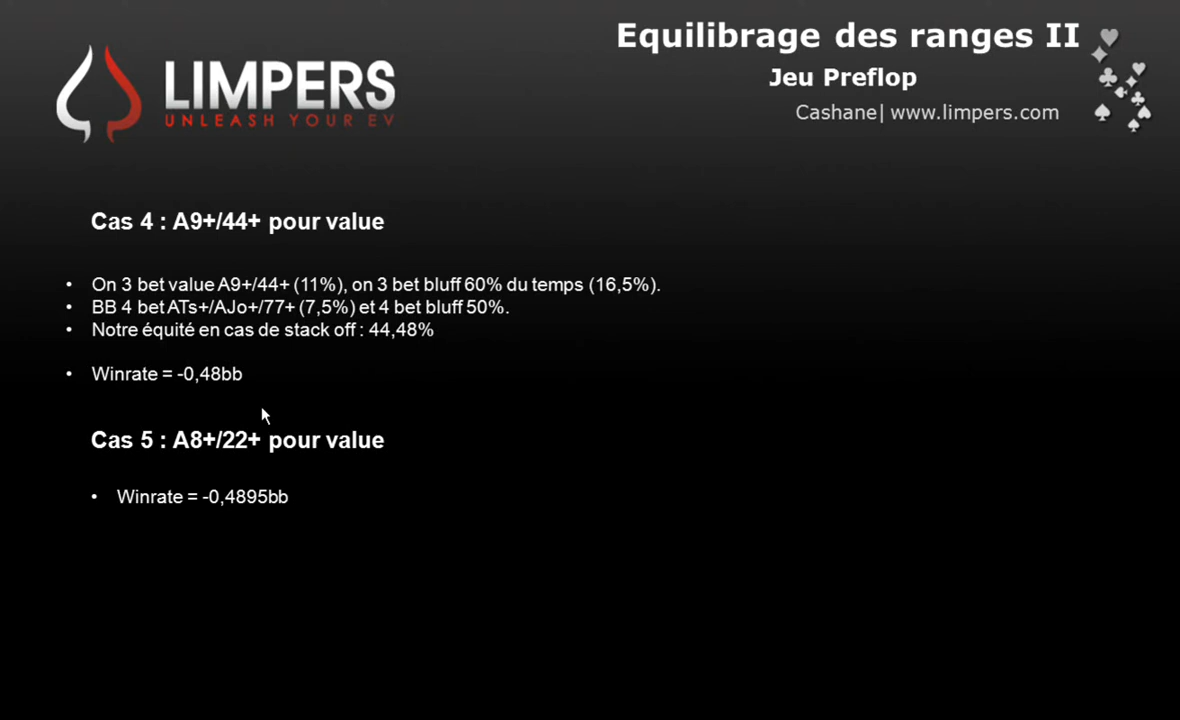 Equilibrage des ranges II
Jeu Preflop
Cashane| www.limpers.com
LIMPERS
UNLEASH YOUR EV
Cas 4 : A9+/44+ pour value
• On 3 bet value A9+/44+ (11%), on 3 bet bluff 60% du temps (16,5%).
• BB 4 bet ATs+/AJo+/77+ (7,5%) et 4 bet bluff 50%.
• Notre équité en cas de stack off : 44,48%
• Winrate = -0,48bb
Cas 5 : A8+/22+ pour value
• Winrate = -0,4895bb